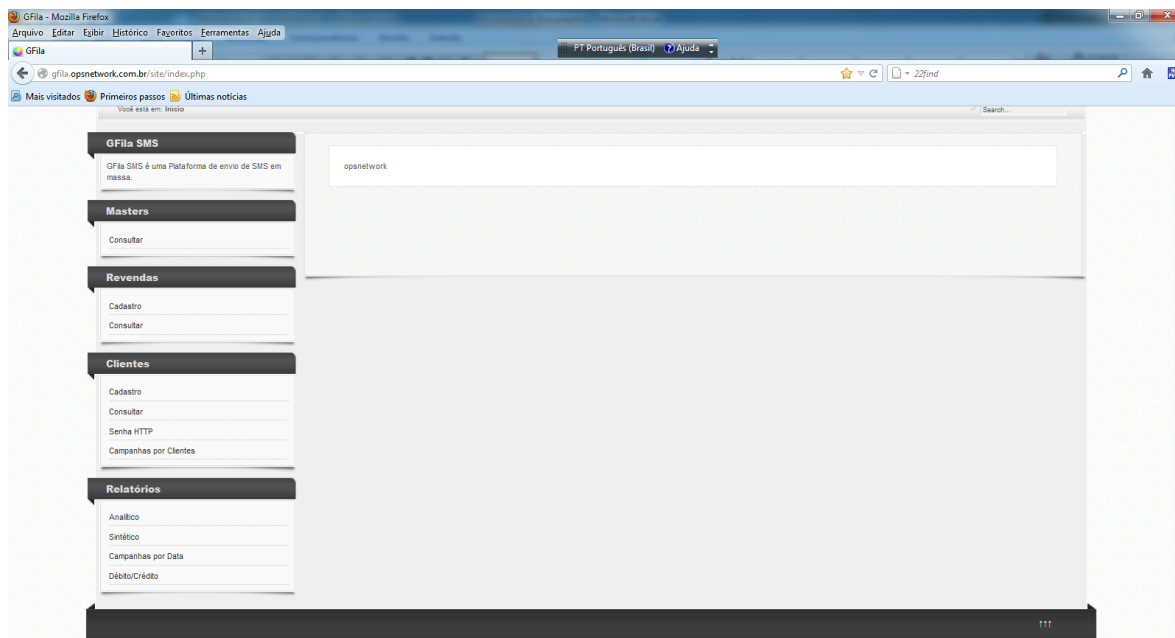 GFila - Mozilla Firefox
Arquivo Editar Exibir Histórico Favoritos Ferramentas Ajuda
GFila
PT Português (Brasil) Ajuda
gfila.opsnetwork.com.br/site/index.php
22find
Mais visitados Primeiros passos Últimas notícias
Você está em: Início
Search...
GFila SMS
GFila SMS é uma Plataforma de envio de SMS em
massa.
opsnetwork
Masters
Consultar
Revendas
Cadastro
Consultar
Clientes
Cadastro
Consultar
Senha HTTP
Campanhas por Clientes
Relatórios
Analítico
Sintético
Campanhas por Data
Débito/Crédito
↑↑↑